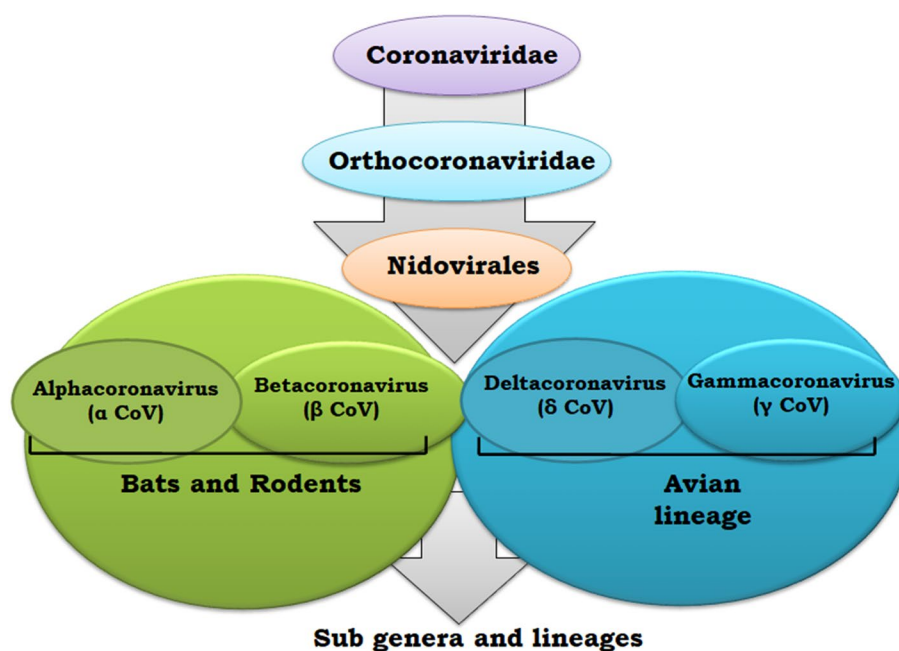 Coronaviridae
Orthocoronaviridae
Nidovirales
Alphacoronavirus
(α CoV)
Betacoronavirus
(β CoV)
Deltacoronavirus
(δ CoV)
Gammacoronavirus
(γ CoV)
Bats and Rodents
Avian
lineage
Sub genera and lineages